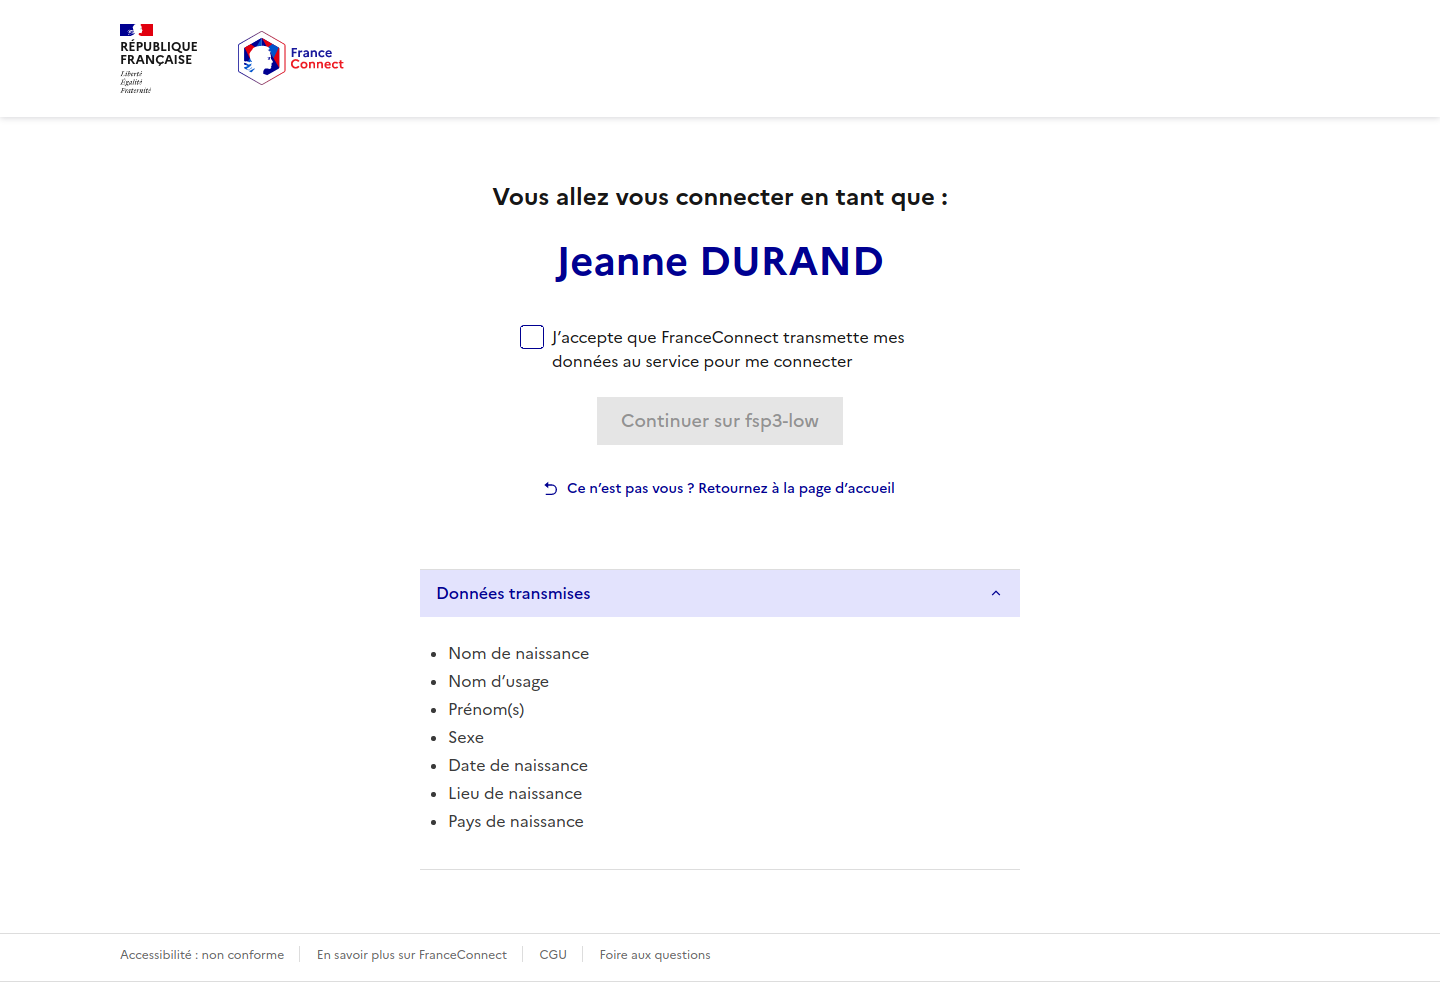 RÉPUBLIQUE
FRANÇAISE
Liberté
Égalité
Fraternité
France
Connect
Vous allez vous connecter en tant que :
Jeanne DURAND
J’accepte que FranceConnect transmette mes
données au service pour me connecter
Continuer sur fsp3-low
Ce n’est pas vous ? Retournez à la page d’accueil
Données transmises
Nom de naissance
Nom d’usage
Prénom(s)
Sexe
Date de naissance
Lieu de naissance
Pays de naissance
Accessibilité : non conforme
En savoir plus sur FranceConnect
CGU
Foire aux questions